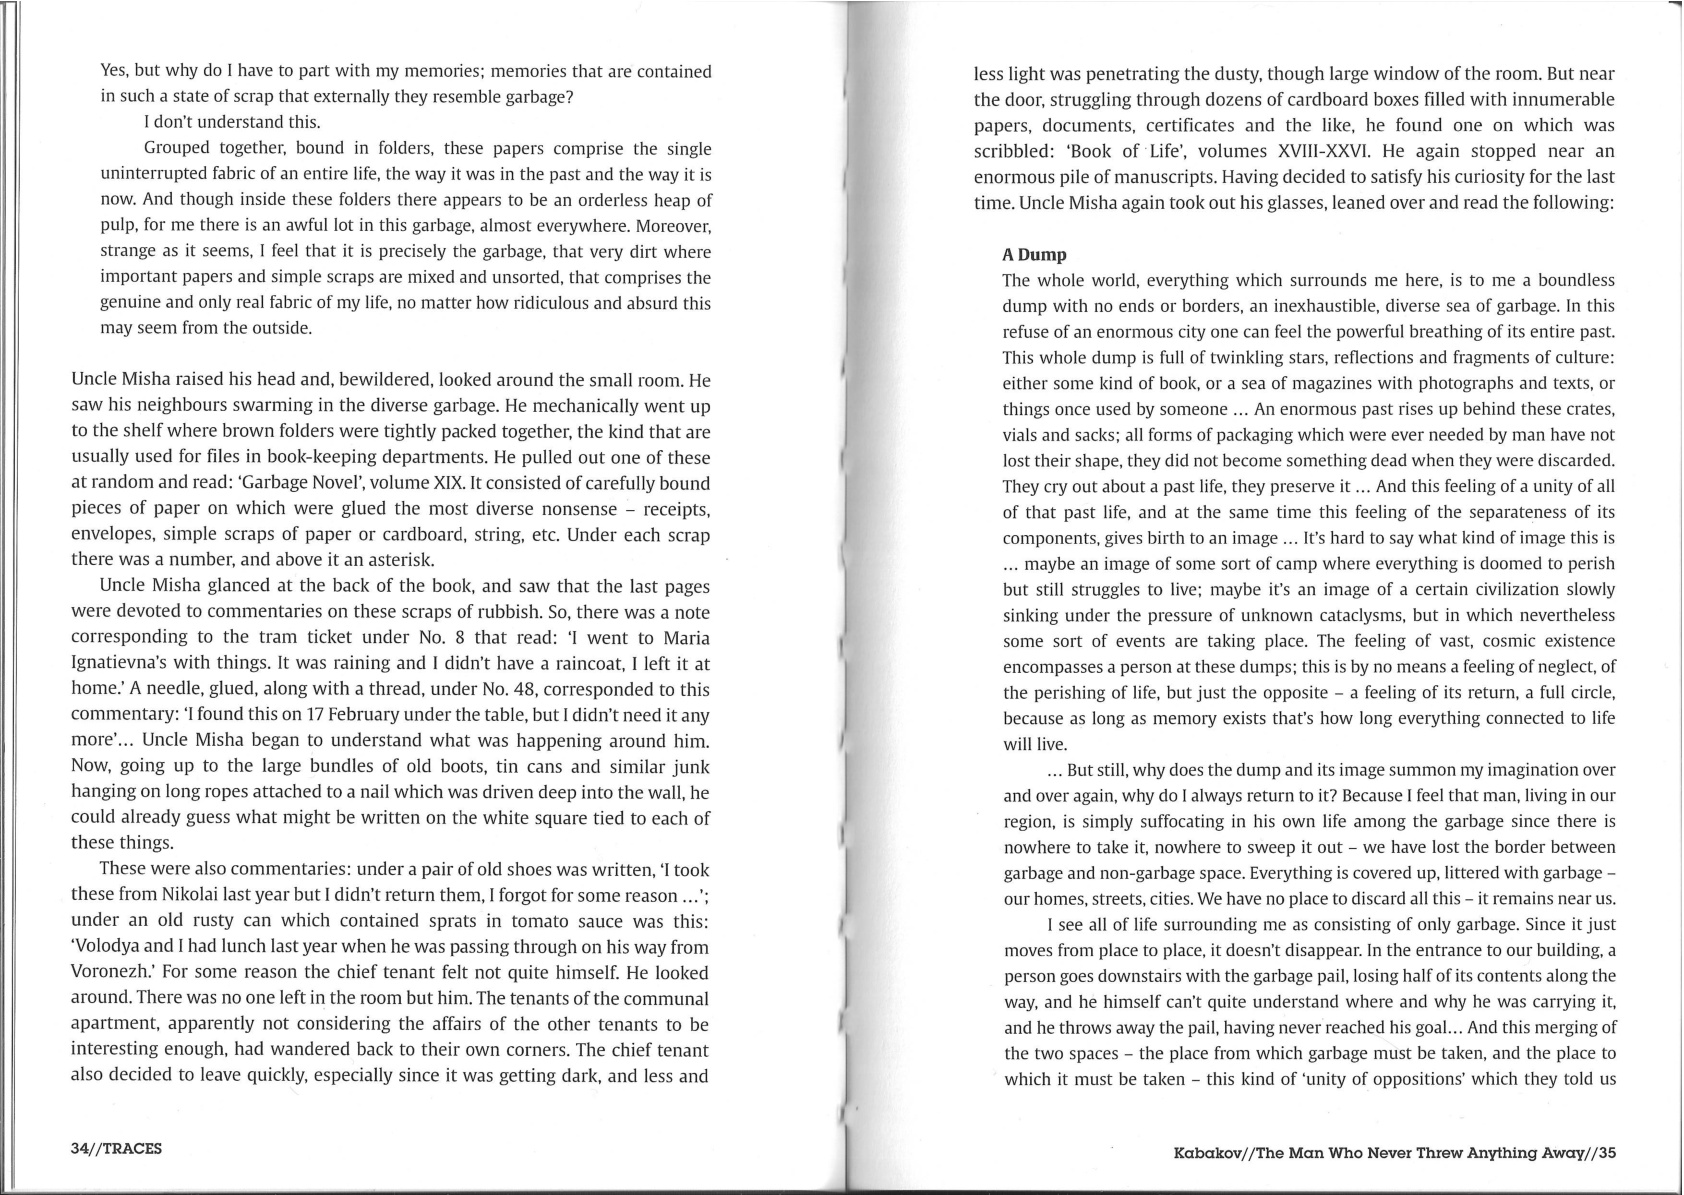 Yes, but why do I have to part with my memories; memories that are contained
in such a state of scrap that externally they resemble garbage?
I don't understand this.
Grouped together, bound in folders, these papers comprise the single
uninterrupted fabric of an entire life, the way it was in the past and the way it is
now. And though inside these folders there appears to be an orderless heap of
pulp, for me there is an awful lot in this garbage, almost everywhere. Moreover,
strange as it seems, I feel that it is precisely the garbage, that very dirt where
important papers and simple scraps are mixed and unsorted, that comprises the
genuine and only real fabric of my life, no matter how ridiculous and absurd this
may seem from the outside.
Uncle Misha raised his head and, bewildered, looked around the small room. He
saw his neighbours swarming in the diverse garbage. He mechanically went up
to the shelf where brown folders were tightly packed together, the kind that are
usually used for files in book-keeping departments. He pulled out one of these
at random and read: ‘Garbage Novel’, volume XIX. It consisted of carefully bound
pieces of paper on which were glued the most diverse nonsense – receipts,
envelopes, simple scraps of paper or cardboard, string, etc. Under each scrap
there was a number, and above it an asterisk.
Uncle Misha glanced at the back of the book, and saw that the last pages
were devoted to commentaries on these scraps of rubbish. So, there was a note
corresponding to the tram ticket under No. 8 that read: ‘I went to Maria
Ignatievna's with things. It was raining and I didn't have a raincoat, I left it at
home.’ A needle, glued, along with a thread, under No. 48, corresponded to this
commentary: ‘I found this on 17 February under the table, but I didn't need it any
more’... Uncle Misha began to understand what was happening around him.
Now, going up to the large bundles of old boots, tin cans and similar junk
hanging on long ropes attached to a nail which was driven deep into the wall, he
could already guess what might be written on the white square tied to each of
these things.
These were also commentaries: under a pair of old shoes was written, ‘I took
these from Nikolai last year but I didn't return them, I forgot for some reason ...’;
under an old rusty can which contained sprats in tomato sauce was this:
‘Volodya and I had lunch last year when he was passing through on his way from
Voronezh.’ For some reason the chief tenant felt not quite himself. He looked
around. There was no one left in the room but him. The tenants of the communal
apartment, apparently not considering the affairs of the other tenants to be
interesting enough, had wandered back to their own corners. The chief tenant
also decided to leave quickly, especially since it was getting dark, and less and
34//TRACES
less light was penetrating the dusty, though large window of the room. But near
the door, struggling through dozens of cardboard boxes filled with innumerable
papers, documents, certificates and the like, he found one on which was
scribbled: ‘Book of Life’, volumes XVIII-XXVI. He again stopped near an
enormous pile of manuscripts. Having decided to satisfy his curiosity for the last
time. Uncle Misha again took out his glasses, leaned over and read the following:
A Dump
The whole world, everything which surrounds me here, is to me a boundless
dump with no ends or borders, an inexhaustible, diverse sea of garbage. In this
refuse of an enormous city one can feel the powerful breathing of its entire past.
This whole dump is full of twinkling stars, reflections and fragments of culture:
either some kind of book, or a sea of magazines with photographs and texts, or
things once used by someone ... An enormous past rises up behind these crates,
vials and sacks; all forms of packaging which were ever needed by man have not
lost their shape, they did not become something dead when they were discarded.
They cry out about a past life, they preserve it ... And this feeling of a unity of all
of that past life, and at the same time this feeling of the separateness of its
components, gives birth to an image ... It's hard to say what kind of image this is
... maybe an image of some sort of camp where everything is doomed to perish
but still struggles to live; maybe it's an image of a certain civilization slowly
sinking under the pressure of unknown cataclysms, but in which nevertheless
some sort of events are taking place. The feeling of vast, cosmic existence
encompasses a person at these dumps; this is by no means a feeling of neglect, of
the perishing of life, but just the opposite – a feeling of its return, a full circle,
because as long as memory exists that's how long everything connected to life
will live.
... But still, why does the dump and its image summon my imagination over
and over again, why do I always return to it? Because I feel that man, living in our
region, is simply suffocating in his own life among the garbage since there is
nowhere to take it, nowhere to sweep it out – we have lost the border between
garbage and non-garbage space. Everything is covered up, littered with garbage –
our homes, streets, cities. We have no place to discard all this – it remains near us.
I see all of life surrounding me as consisting of only garbage. Since it just
moves from place to place, it doesn't disappear. In the entrance to our building, a
person goes downstairs with the garbage pail, losing half of its contents along the
way, and he himself can't quite understand where and why he was carrying it,
and he throws away the pail, having never reached his goal... And this merging of
the two spaces – the place from which garbage must be taken, and the place to
which it must be taken – this kind of ‘unity of oppositions’ which they told us
Kabakov//The Man Who Never Threw Anything Away//35